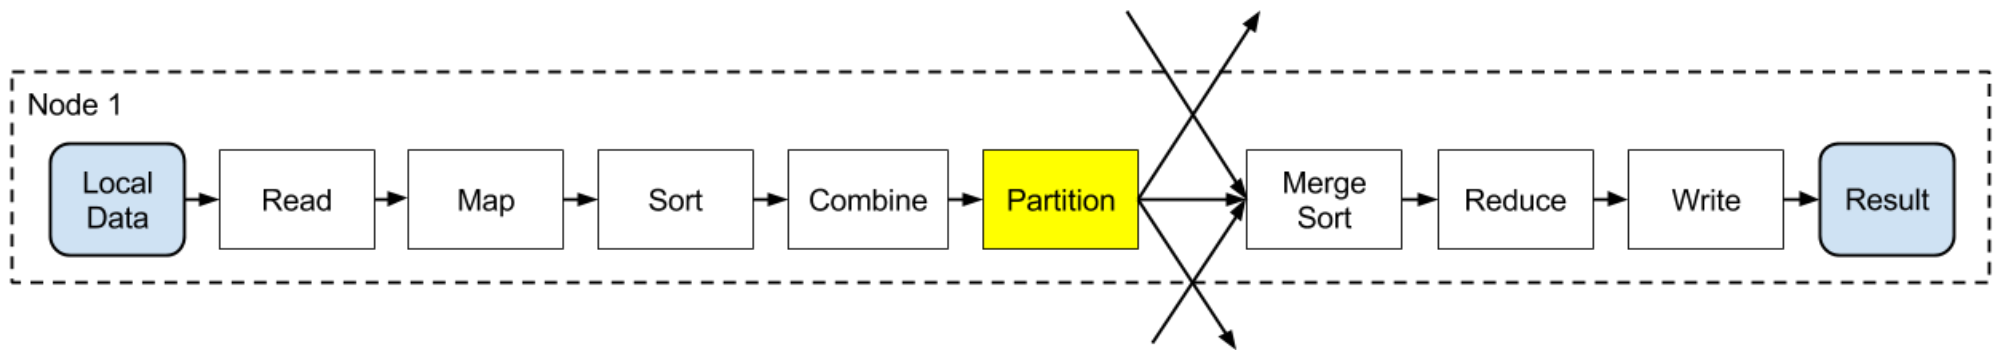 Node 1
Local
Data
Read
Map
Sort
Combine
Partition
Merge
Sort
Reduce
Write
Result